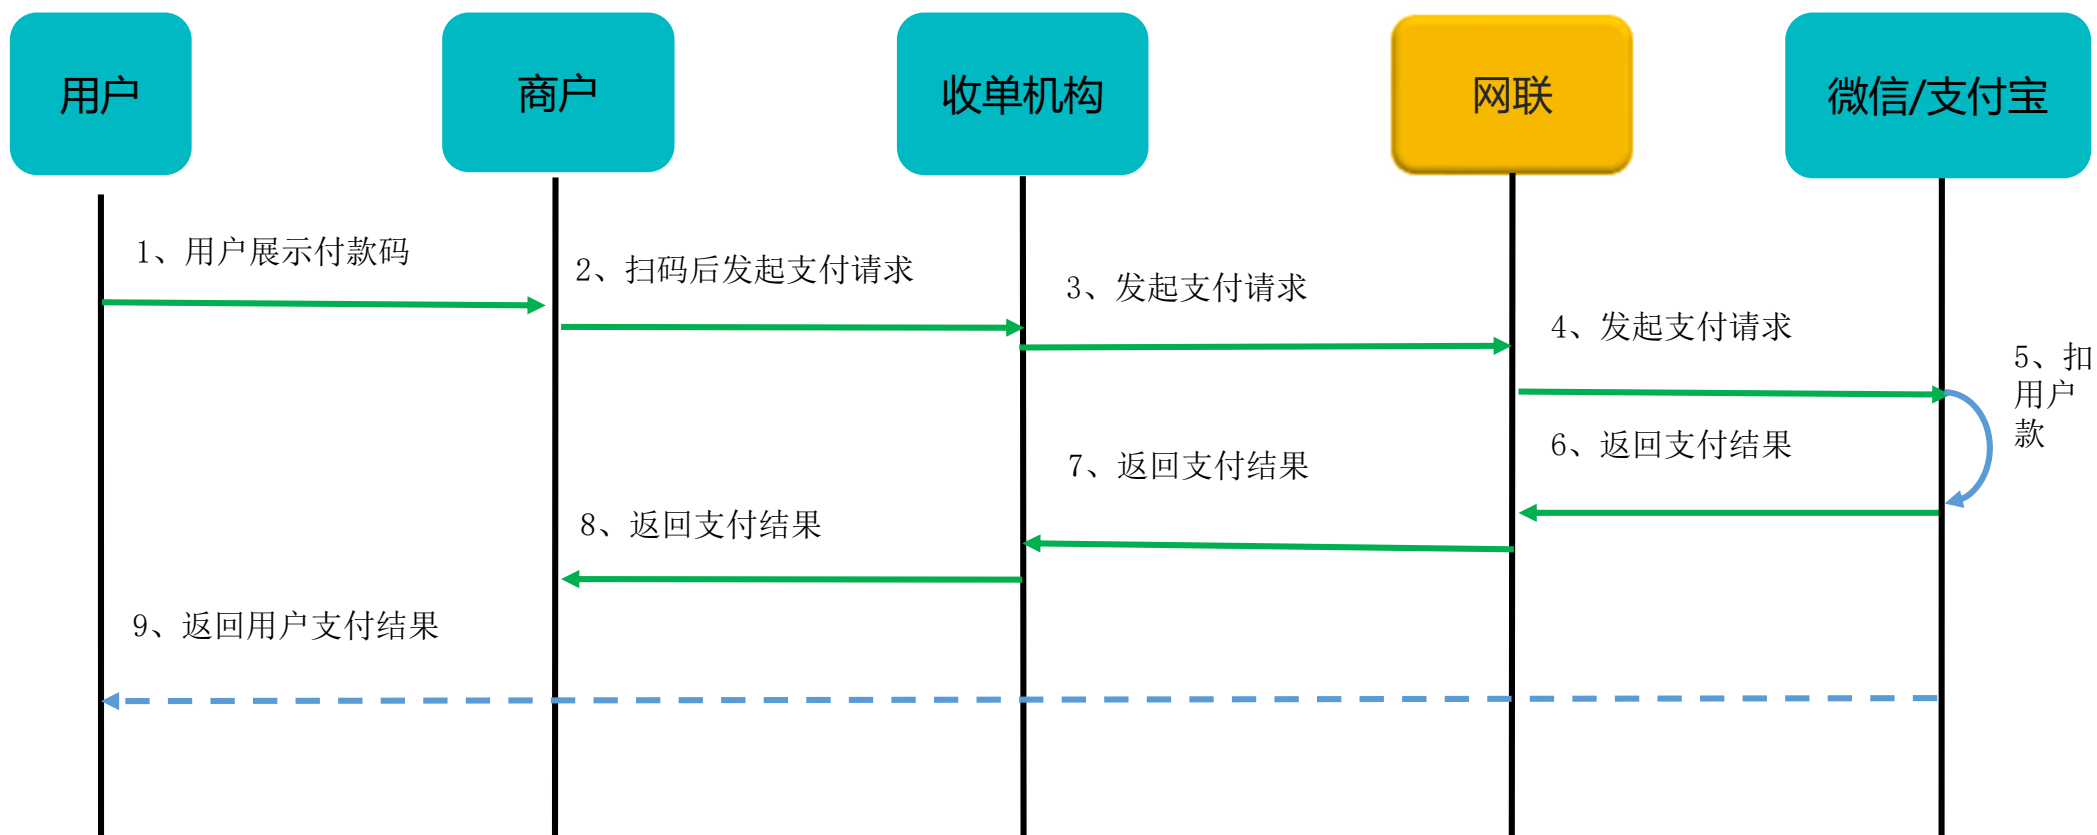 用户
商户
收单机构
网联
微信/支付宝
1、用户展示付款码
2、扫码后发起支付请求
3、发起支付请求
4、发起支付请求
5、扣
用户
款
6、返回支付结果
7、返回支付结果
8、返回支付结果
9、返回用户支付结果